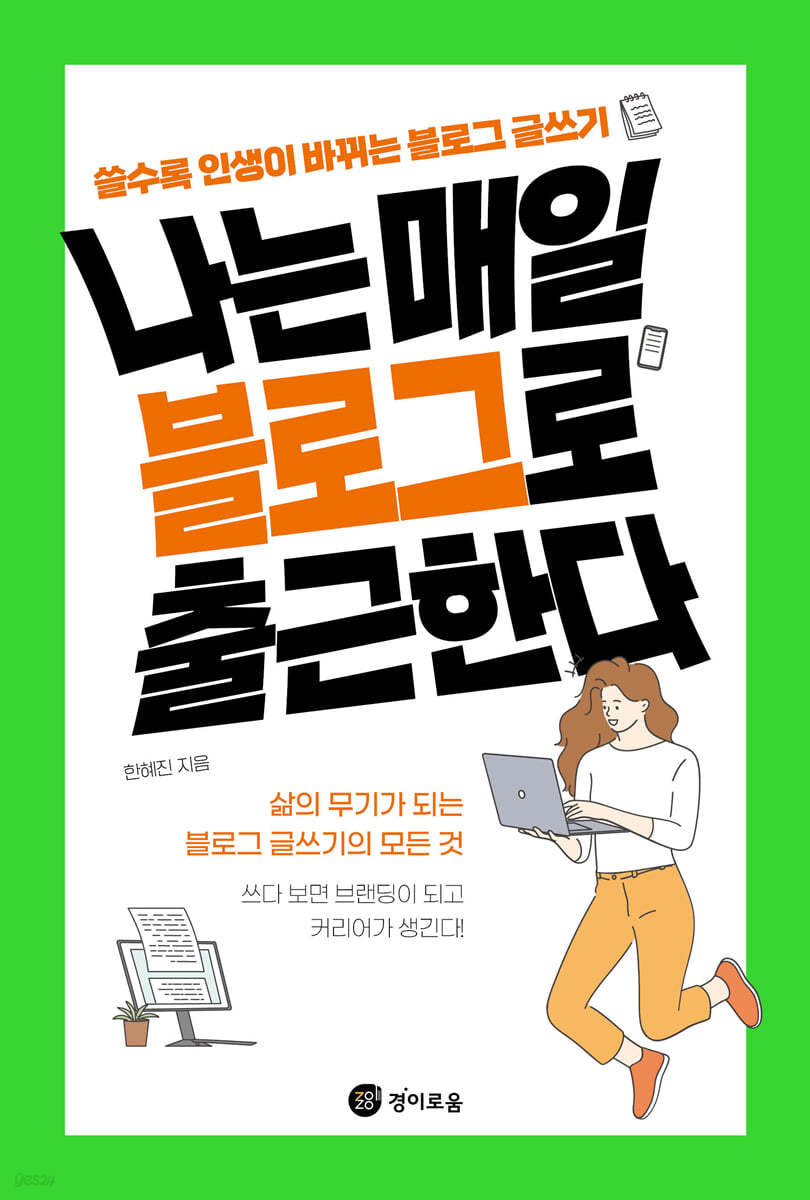 쓸수록 인생이 바뀌는 블로그 글쓰기
나는 매일
블로그로
출근한다
한혜진 지음
삶의 무기가 되는
블로그 글쓰기의 모든 것
쓰다 보면 브랜딩이 되고
커리어가 생긴다!
경이로움
yes24